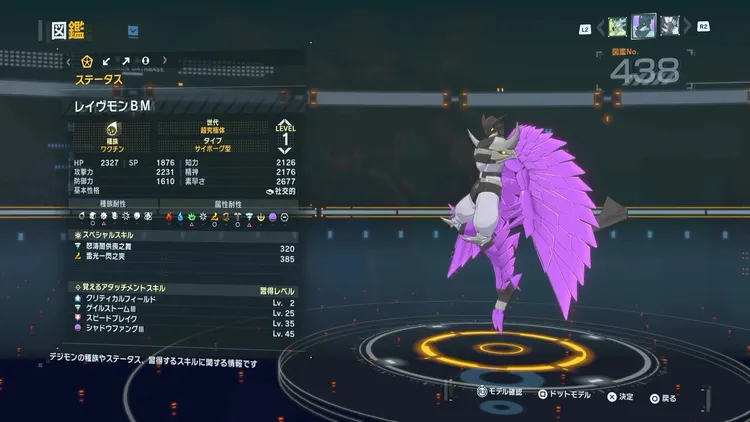 図鑑
L2
R2
図鑑No.
438
ステータス
レイヴモンＢＭ
種族
ワクチン
世代
超究極体
タイプ
サイボーグ型
LEVEL
1
HP 2327 SP 1876 知力 2126
攻撃力 2231 精神 2176
防御力 1610 素早さ 2677
基本性格 社交的
種族耐性 属性耐性
スペシャルスキル
怒涛闇供喪之舞 320
雷光一閃之突 385
覚えるアタッチメントスキル 習得レベル
クリティカルフィールド Lv. 2
ゲイルストームⅢ Lv. 25
スピードブレイク Lv. 35
シャドウファングⅢ Lv. 45
デジモンの種族やステータス、習得するスキルに関する情報です
モデル確認 ドットモデル 決定 戻る